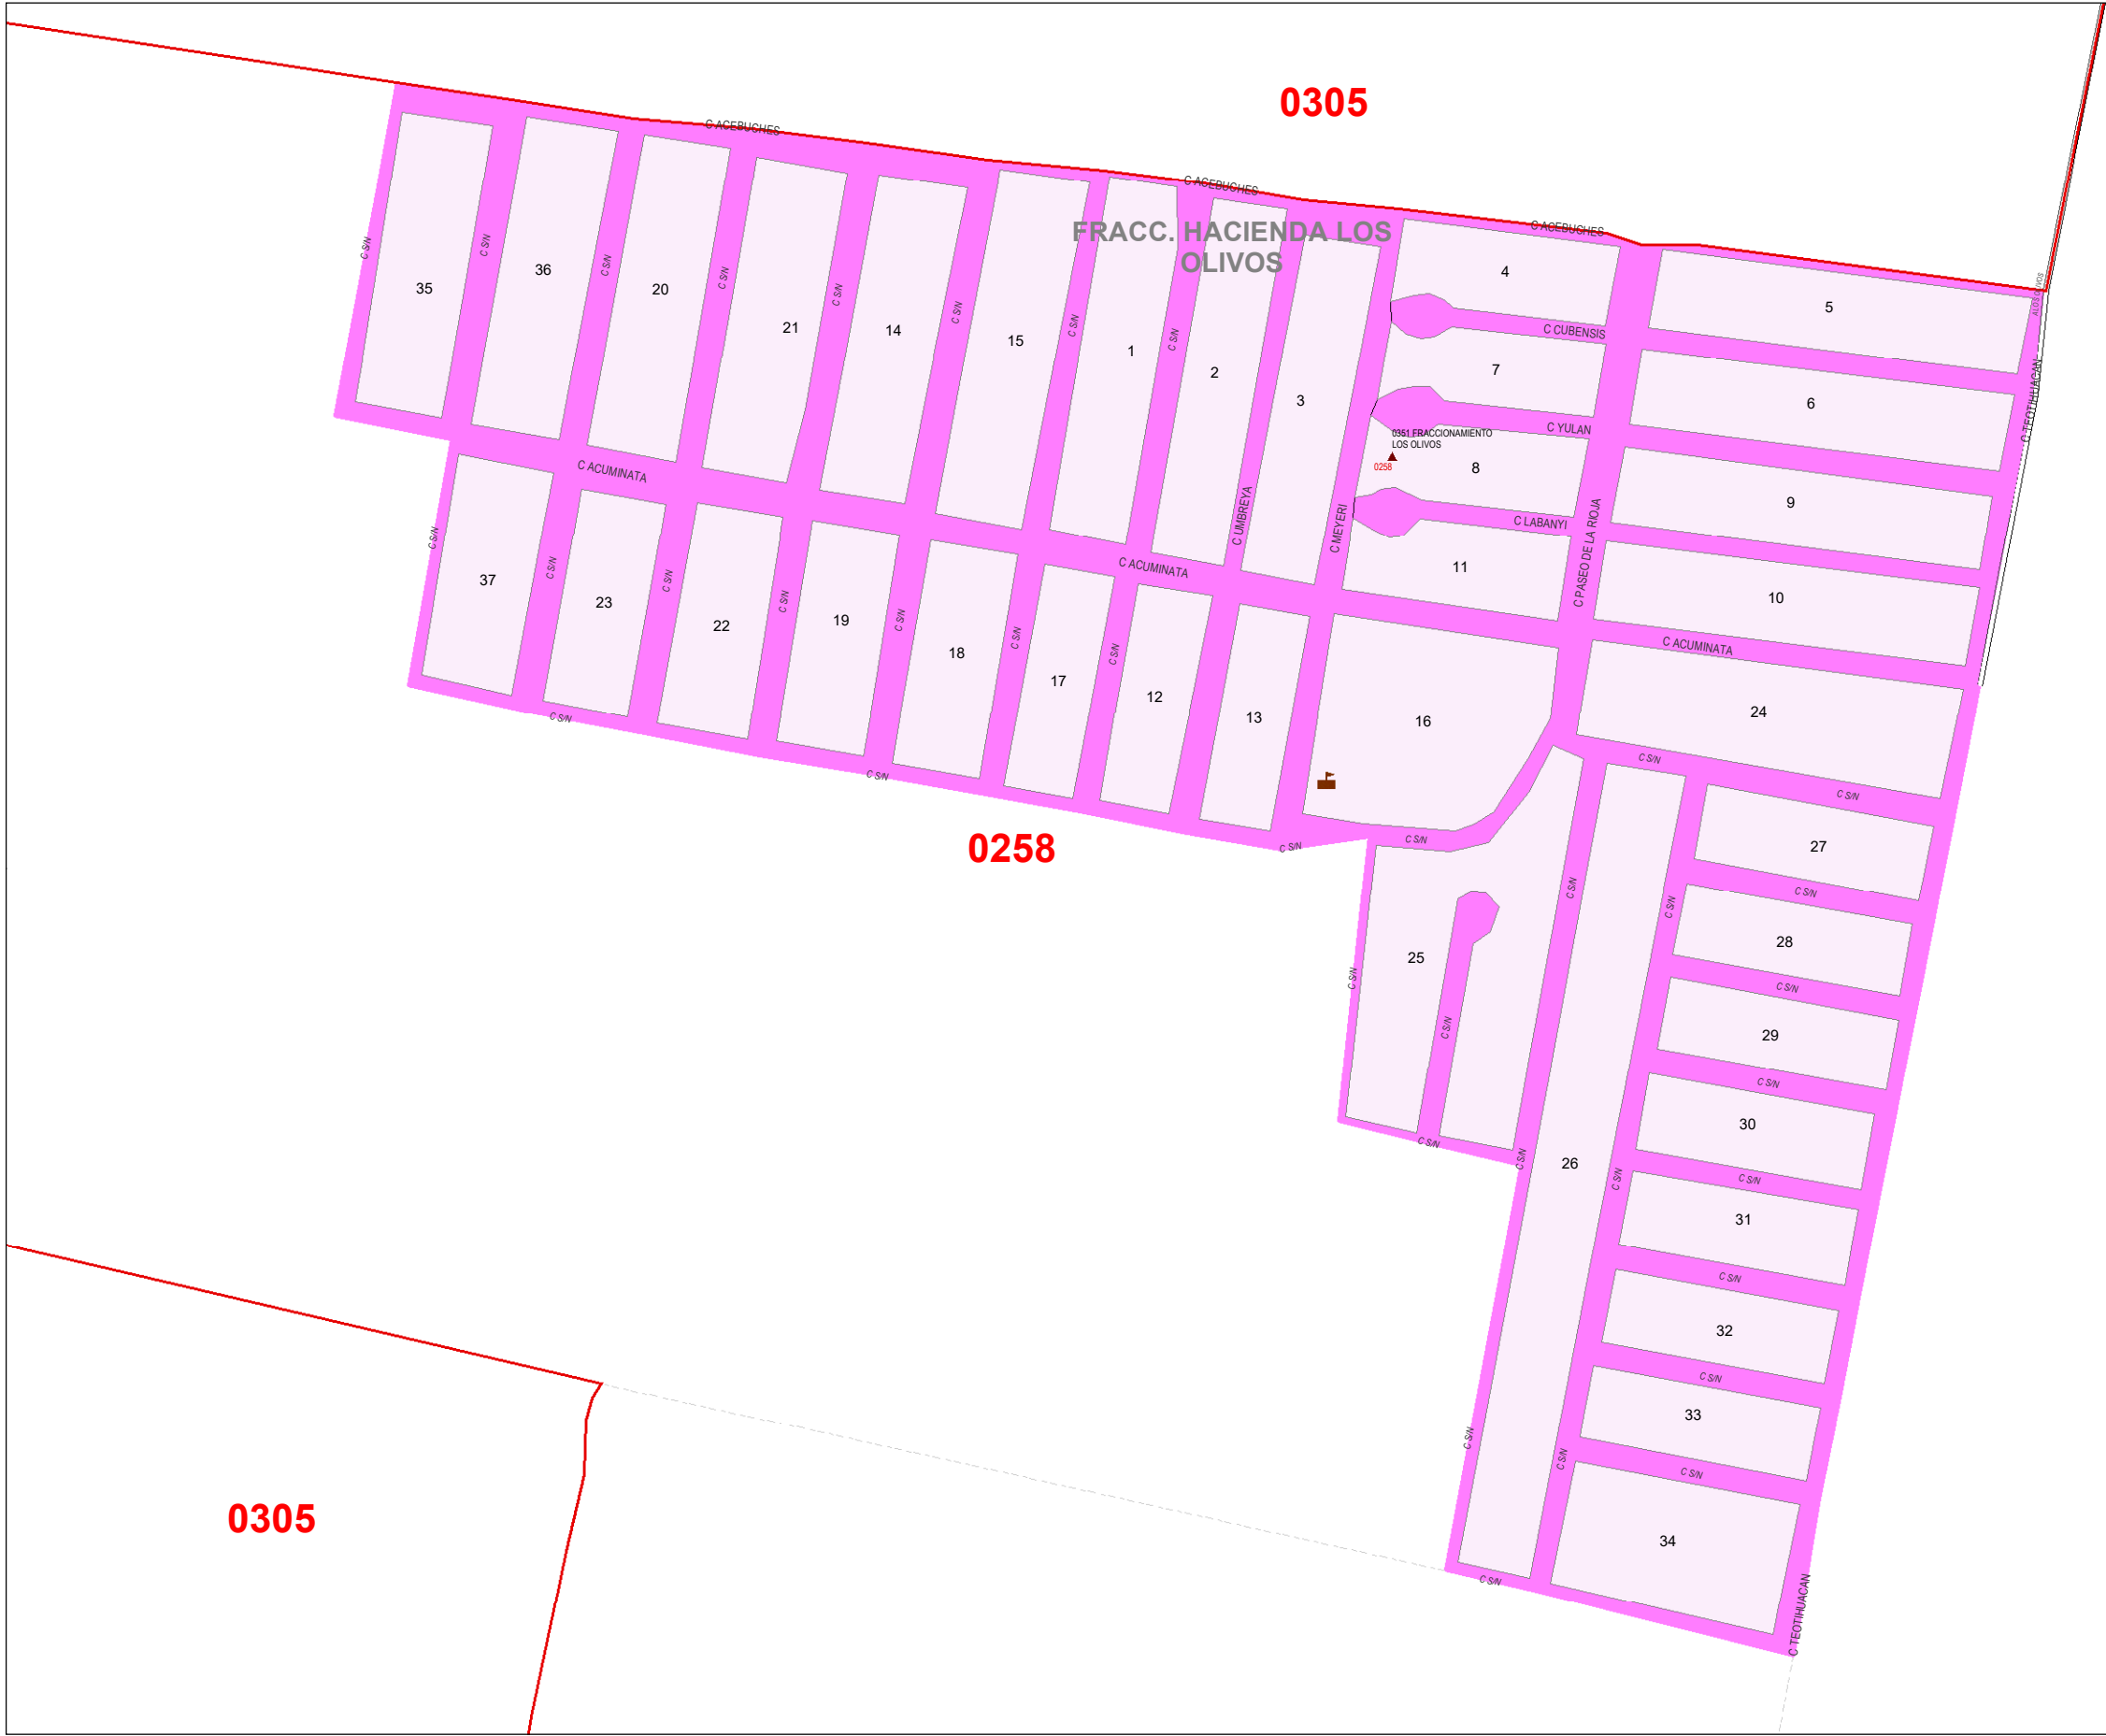 0305
C ACEBUCHES
C ACEBUCHES
FRACC. HACIENDA LOS
OLIVOS
C ACEBUCHES
C S/N
C S/N
C S/N
C S/N
C S/N
C S/N
C S/N
C S/N
35
36
20
21
14
15
1
2
3
4
5
C CUBENSIS
7
6
C TEOTIHUACAN
C YULAN
0351 FRACCIONAMIENTO
LOS OLIVOS
0258
8
9
C UMBREYA
C MEYERI
C LABANYI
C PASEO DE LA RIOJA
11
10
C ACUMINATA
C ACUMINATA
C ACUMINATA
C S/N
C S/N
C S/N
C S/N
C S/N
C S/N
C S/N
37
23
22
19
18
17
12
13
16
24
C S/N
C S/N
C S/N
C S/N
C S/N
C S/N
0258
27
C S/N
C S/N
C S/N
28
25
C S/N
C S/N
C S/N
29
C S/N
C S/N
30
C S/N
26
C S/N
C S/N
C S/N
31
C S/N
32
C S/N
33
C S/N
C S/N
C S/N
0305
34
C S/N
C TEOTIHUACAN